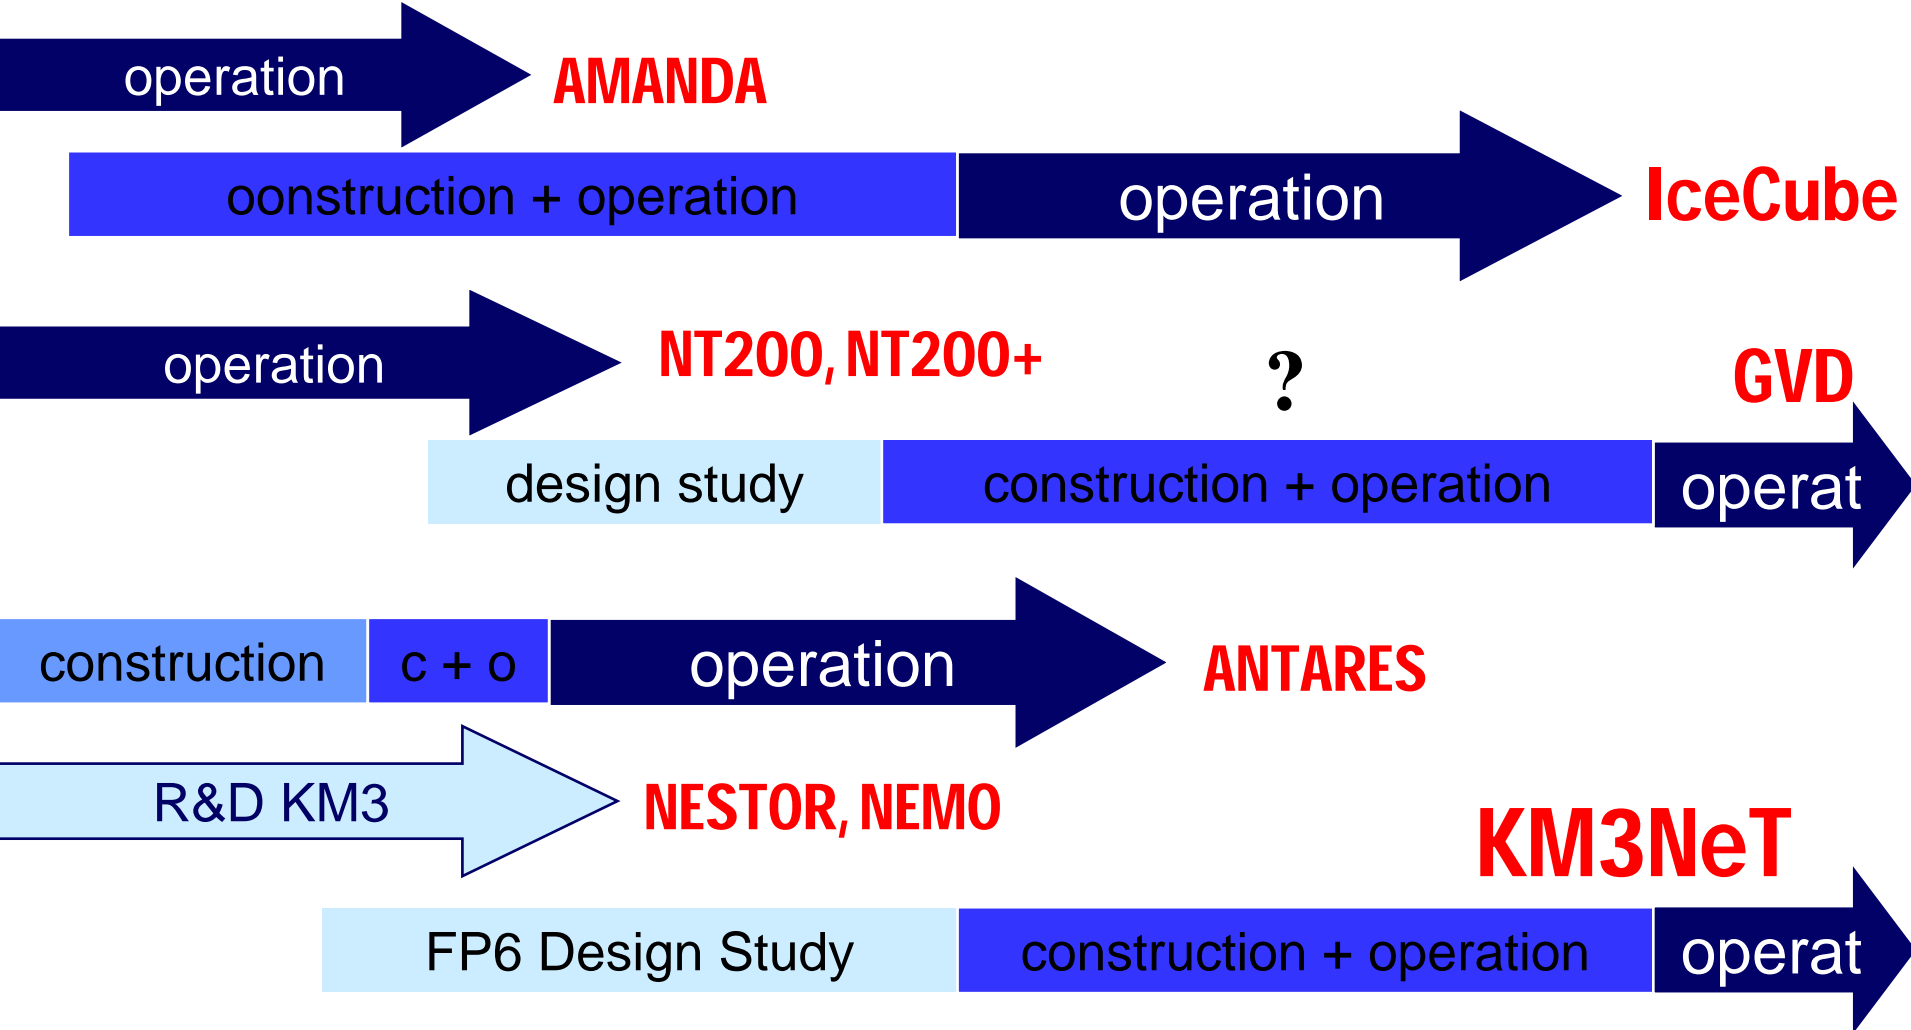 operation AMANDA
oonstruction + operation operation IceCube
operation NT200, NT200+ ? GVD
design study construction + operation operat
construction c + o operation ANTARES
R&D KM3 NESTOR, NEMO
KM3NeT
FP6 Design Study construction + operation operat